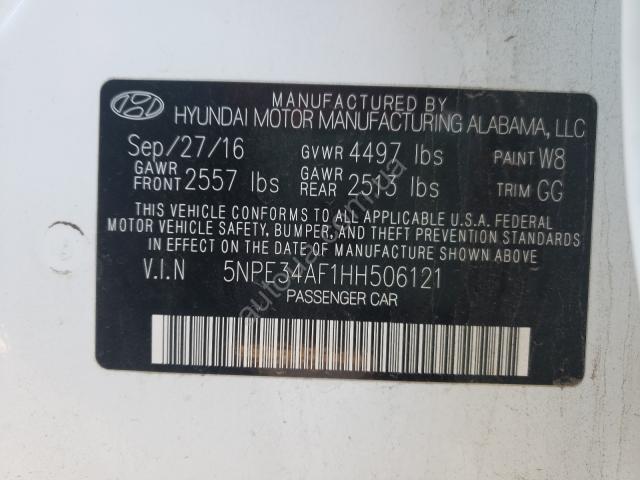 MANUFACTURED BY
HYUNDAI MOTOR MANUFACTURING ALABAMA, LLC
Sep/27/16 GVWR 4497 lbs PAINT W8
GAWR FRONT 2557 lbs GAWR REAR 2513 lbs TRIM GG
THIS VEHICLE CONFORMS TO ALL APPLICABLE U.S.A. FEDERAL
MOTOR VEHICLE SAFETY, BUMPER, AND THEFT PREVENTION STANDARDS
IN EFFECT ON THE DATE OF MANUFACTURE SHOWN ABOVE.
V.I.N 5NPE34AF1HH506121
PASSENGER CAR